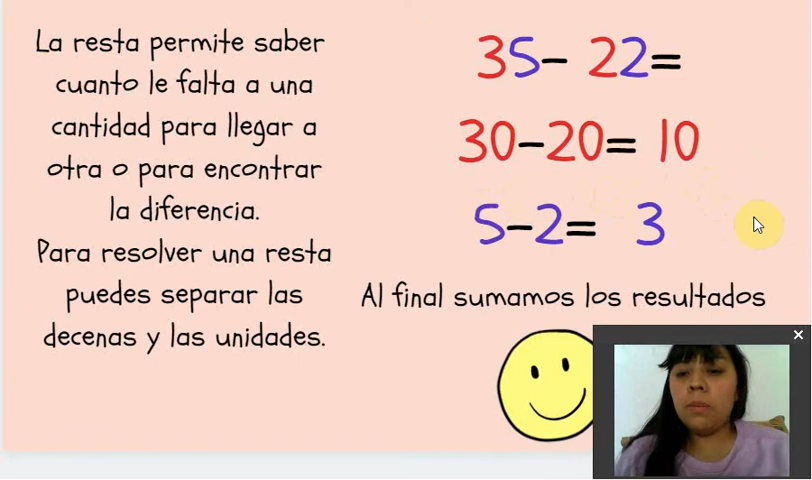 La resta permite saber
cuanto le falta a una
cantidad para llegar a
otra o para encontrar
la diferencia.
Para resolver una resta
puedes separar las
decenas y las unidades.
35- 22=
30-20= 10
5-2= 3
Al final sumamos los resultados